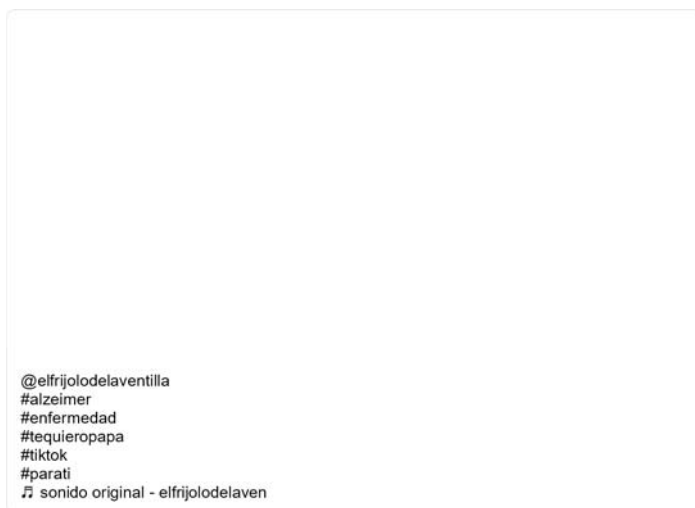 @elfrijolodelaventilla
#alzeimer
#enfermedad
#tequieropapa
#tiktok
#parati
♬ sonido original - elfrijolodelaven